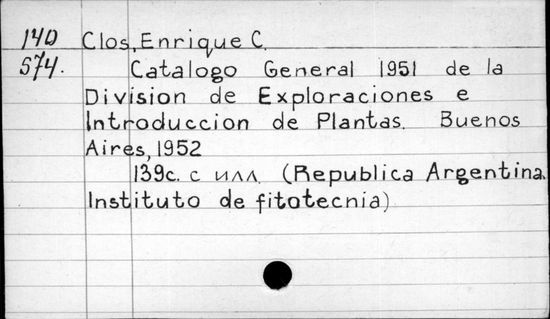 14D Clos, Enrique C.
574. Catalogo General 1951 de la
Division de Exploraciones e
Introduccion de Plantas. Buenos
Aires, 1952
139c. с илл. (Republica Argentina.
Instituto de fitotecnia)